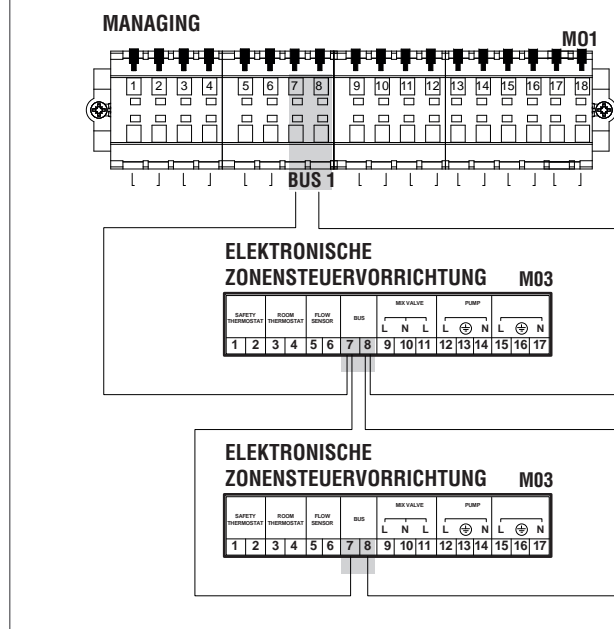 MANAGING
M01
1 2 3 4 5 6 7 8 9 10 11 12 13 14 15 16 17 18
BUS 1
ELEKTRONISCHE
ZONENSTEUERVORRICHTUNG M03
SAFETY THERMOSTAT ROOM THERMOSTAT FLOW SENSOR BUS MIX VALVE PUMP
L N L L N L N
1 2 3 4 5 6 7 8 9 10 11 12 13 14 15 16 17
ELEKTRONISCHE
ZONENSTEUERVORRICHTUNG M03
SAFETY THERMOSTAT ROOM THERMOSTAT FLOW SENSOR BUS MIX VALVE PUMP
L N L L N L N
1 2 3 4 5 6 7 8 9 10 11 12 13 14 15 16 17